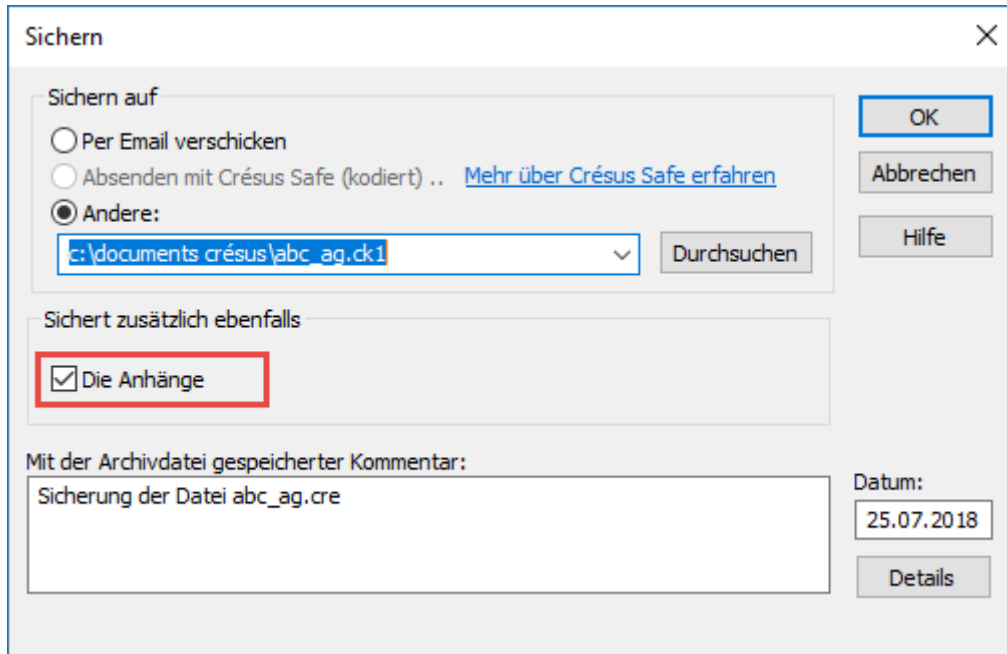 Sichern
Sichern auf
OK
Per Email verschicken
Absenden mit Crésus Safe (kodiert) .. Mehr über Crésus Safe erfahren
Abbrechen
Andere:
Hilfe
c:\documents crésus\abc_ag.ck1
Durchsuchen
Sichert zusätzlich ebenfalls
Die Anhänge
Mit der Archivdatei gespeicherter Kommentar:
Sicherung der Datei abc_ag.cre
Datum:
25.07.2018
Details